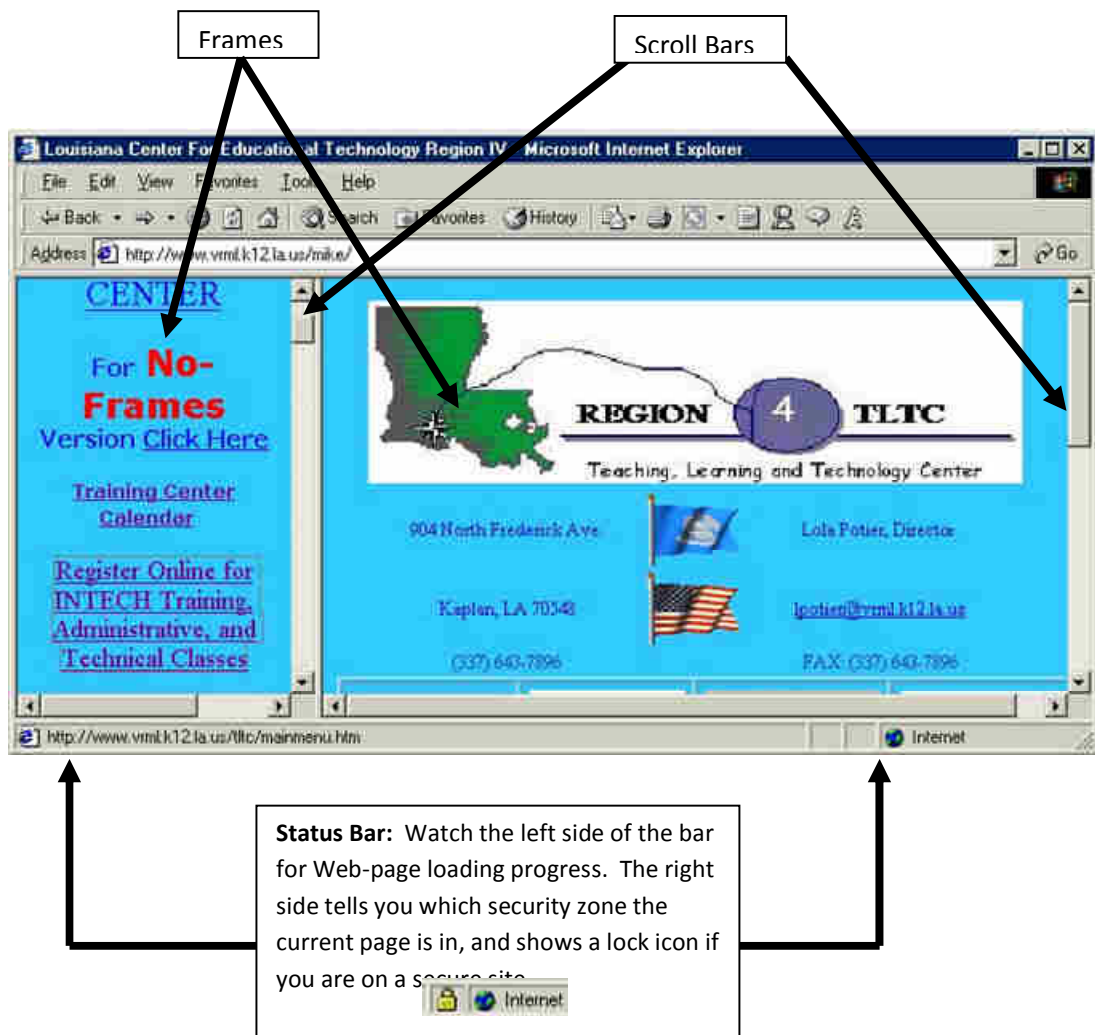 Frames
Scroll Bars
Louisiana Center For Educational Technology Region IV - Microsoft Internet Explorer
File Edit View Favorites Tools Help
Back Search Favorites History
Address http://www.vrml.k12.la.us/mike/ Go
CENTER
For No-
Frames
Version Click Here
Training Center
Calendar
Register Online for
INTECH Training,
Administrative, and
Technical Classes
REGION 4 TLTC
Teaching, Learning and Technology Center
904 North Frederick Ave.
Lola Potier, Director
Kaplan, LA 70548
lpotier@vrml.k12.la.us
(337) 643-7896
FAX: (337) 643-7896
http://www.vrml.k12.la.us/tltc/mainmenu.htm Internet
Status Bar: Watch the left side of the bar
for Web-page loading progress. The right
side tells you which security zone the
current page is in, and shows a lock icon if
you are on a secure site
Internet